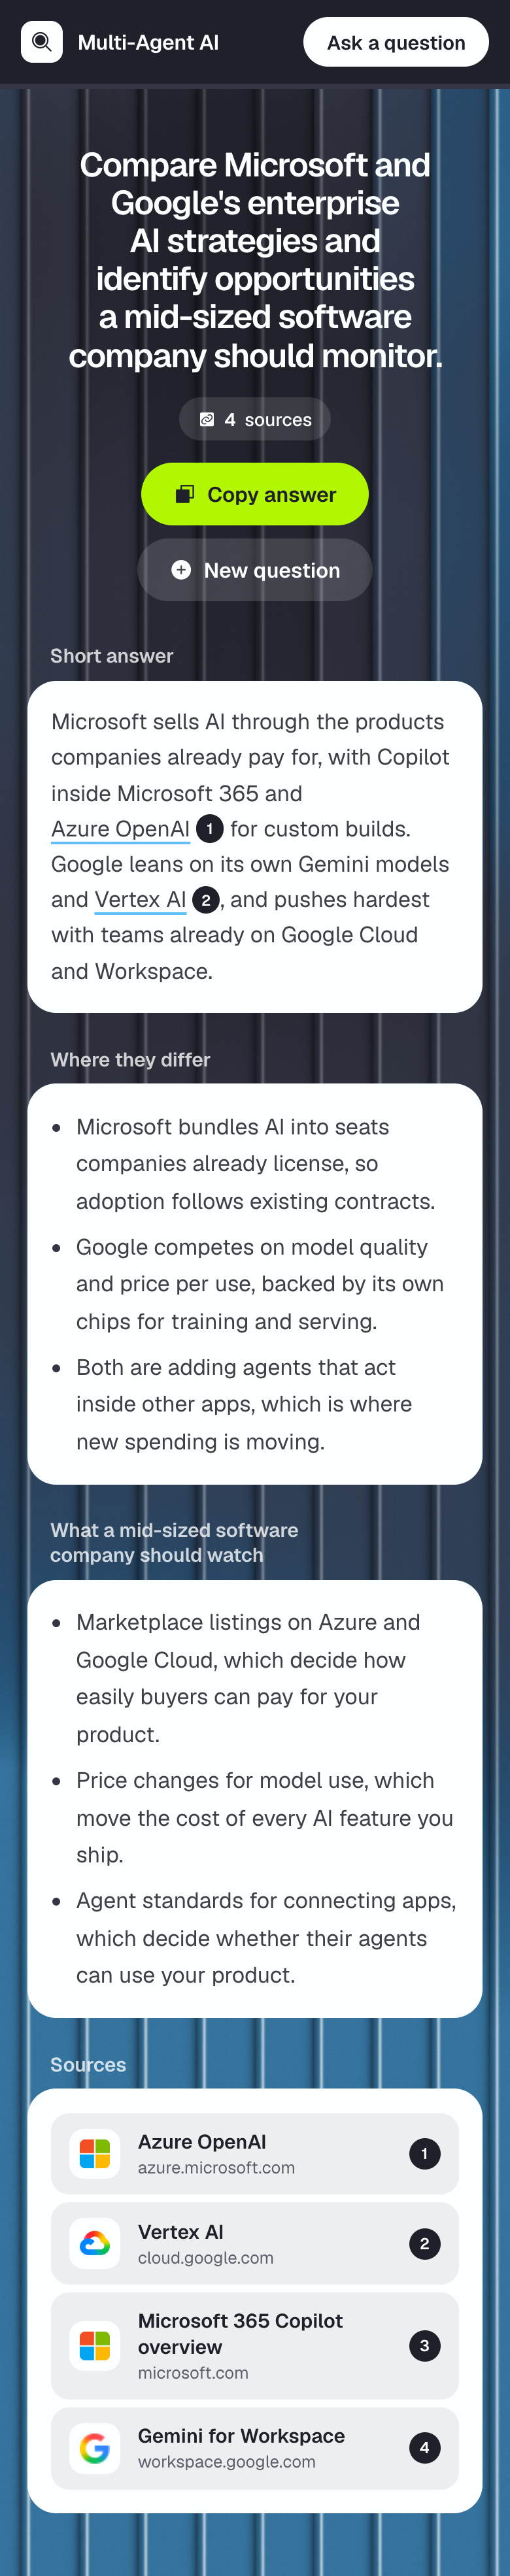 Multi-Agent AI
Ask a question
Compare Microsoft and
Google's enterprise
AI strategies and
identify opportunities
a mid-sized software
company should monitor.
4 sources
Copy answer
New question
Short answer
Microsoft sells AI through the products
companies already pay for, with Copilot
inside Microsoft 365 and
Azure OpenAI 1 for custom builds.
Google leans on its own Gemini models
and Vertex AI 2, and pushes hardest
with teams already on Google Cloud
and Workspace.
Where they differ
• Microsoft bundles AI into seats
companies already license, so
adoption follows existing contracts.
• Google competes on model quality
and price per use, backed by its own
chips for training and serving.
• Both are adding agents that act
inside other apps, which is where
new spending is moving.
What a mid-sized software
company should watch
• Marketplace listings on Azure and
Google Cloud, which decide how
easily buyers can pay for your
product.
• Price changes for model use, which
move the cost of every AI feature you
ship.
• Agent standards for connecting apps,
which decide whether their agents
can use your product.
Sources
Azure OpenAI
azure.microsoft.com
1
Vertex AI
cloud.google.com
2
Microsoft 365 Copilot
overview
microsoft.com
3
Gemini for Workspace
workspace.google.com
4